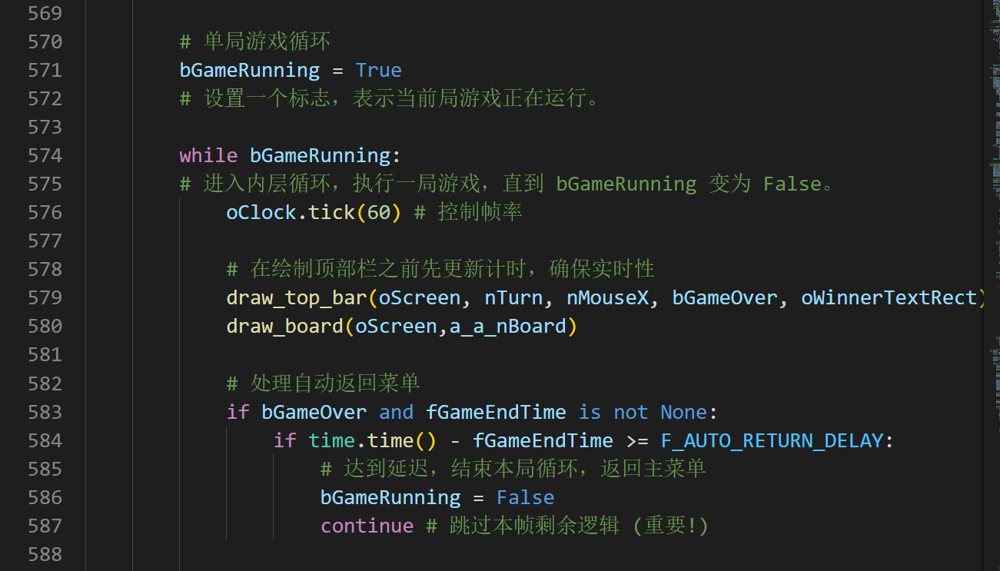 569
570 # 单局游戏循环
571 bGameRunning = True
572 # 设置一个标志，表示当前局游戏正在运行。
573
574 while bGameRunning:
575 # 进入内层循环，执行一局游戏，直到 bGameRunning 变为 False。
576 oClock.tick(60) # 控制帧率
577
578 # 在绘制顶部栏之前先更新计时，确保实时性
579 draw_top_bar(oScreen, nTurn, nMouseX, bGameOver, oWinnerTextRect)
580 draw_board(oScreen,a_a_nBoard)
581
582 # 处理自动返回菜单
583 if bGameOver and fGameEndTime is not None:
584 if time.time() - fGameEndTime >= F_AUTO_RETURN_DELAY:
585 # 达到延迟，结束本局循环，返回主菜单
586 bGameRunning = False
587 continue # 跳过本帧剩余逻辑 (重要!)
588